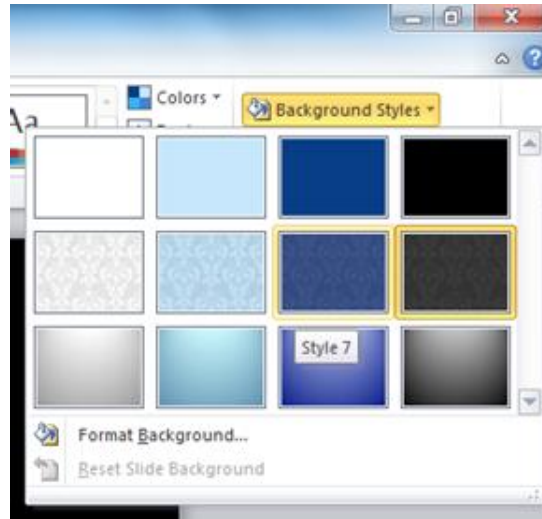 Colors
Background Styles
Aa
Style 7
Format Background...
Reset Slide Background